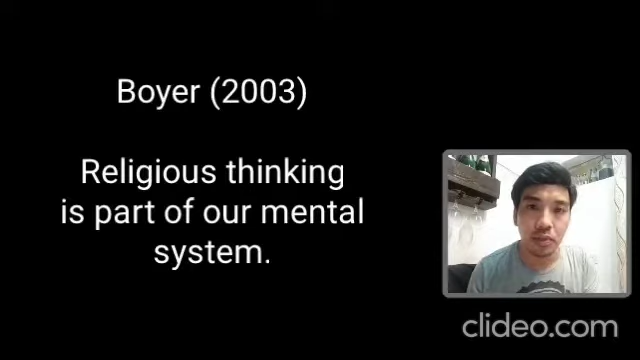 Boyer (2003)
Religious thinking
is part of our mental
system.
clideo.com